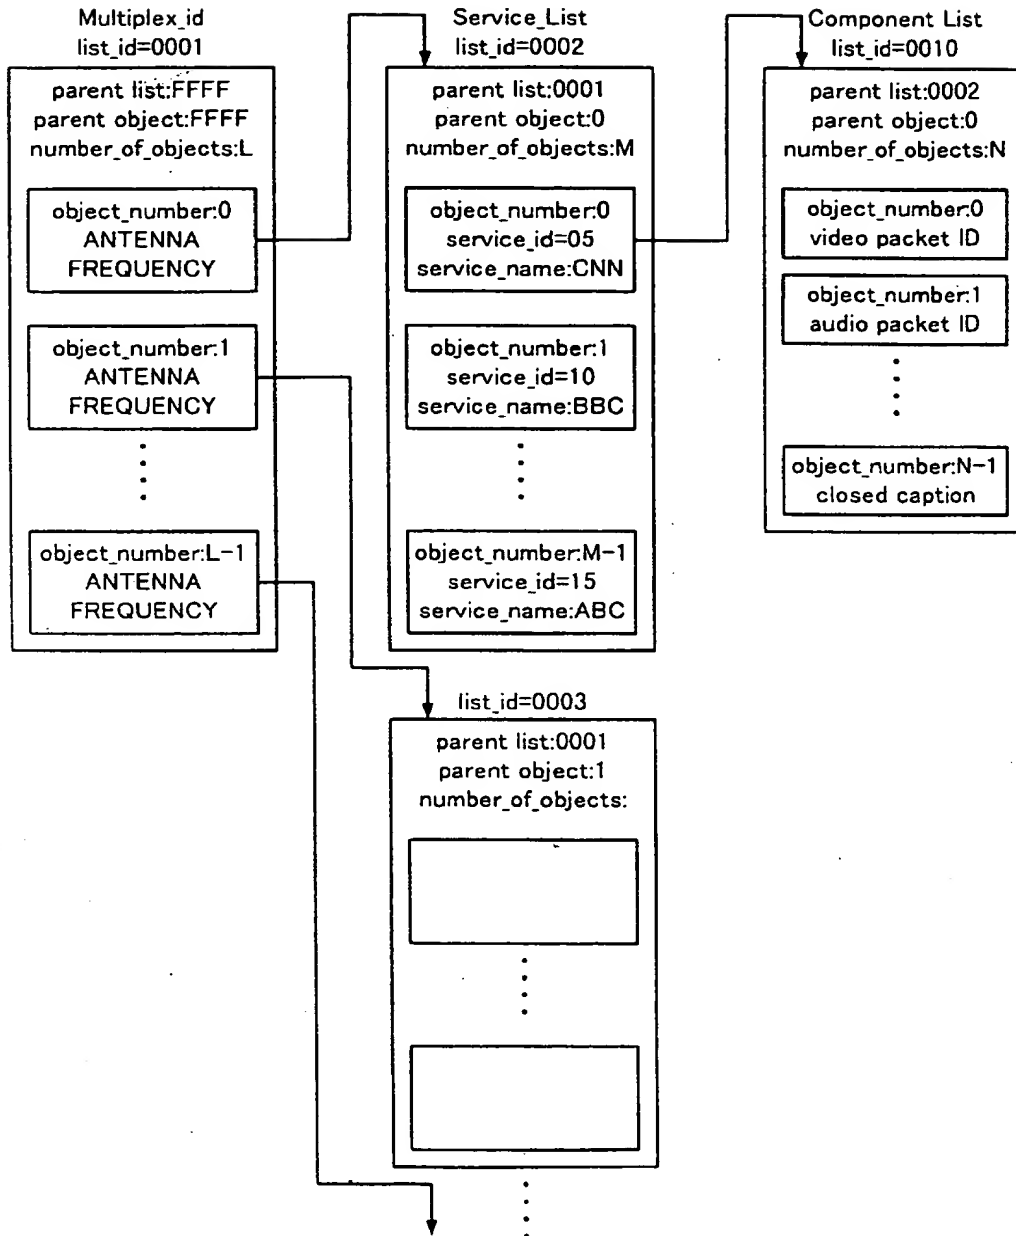 Multiplex_id
list_id=0001
parent list:FFFF
parent object:FFFF
number_of_objects:L
object_number:0
ANTENNA
FREQUENCY
object_number:1
ANTENNA
FREQUENCY
object_number:L-1
ANTENNA
FREQUENCY
Service_List
list_id=0002
parent list:0001
parent object:0
number_of_objects:M
object_number:0
service_id=05
service_name:CNN
object_number:1
service_id=10
service_name:BBC
object_number:M-1
service_id=15
service_name:ABC
list_id=0003
parent list:0001
parent object:1
number_of_objects:
Component List
list_id=0010
parent list:0002
parent object:0
number_of_objects:N
object_number:0
video packet ID
object_number:1
audio packet ID
object_number:N-1
closed caption